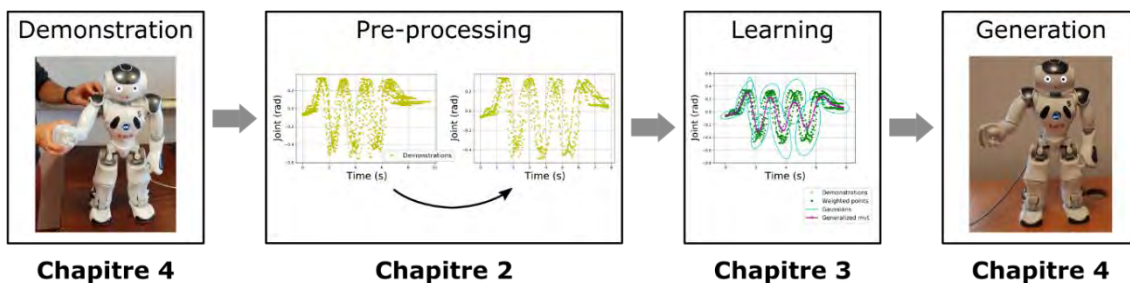 Demonstration
Pre-processing
Learning
Generation
Joint (rad)
Time (s)
Demonstrations
Joint (rad)
Time (s)
Joint (rad)
Time (s)
Demonstrations
Weighted points
Gaussians
Generalized mut
Chapitre 4
Chapitre 2
Chapitre 3
Chapitre 4